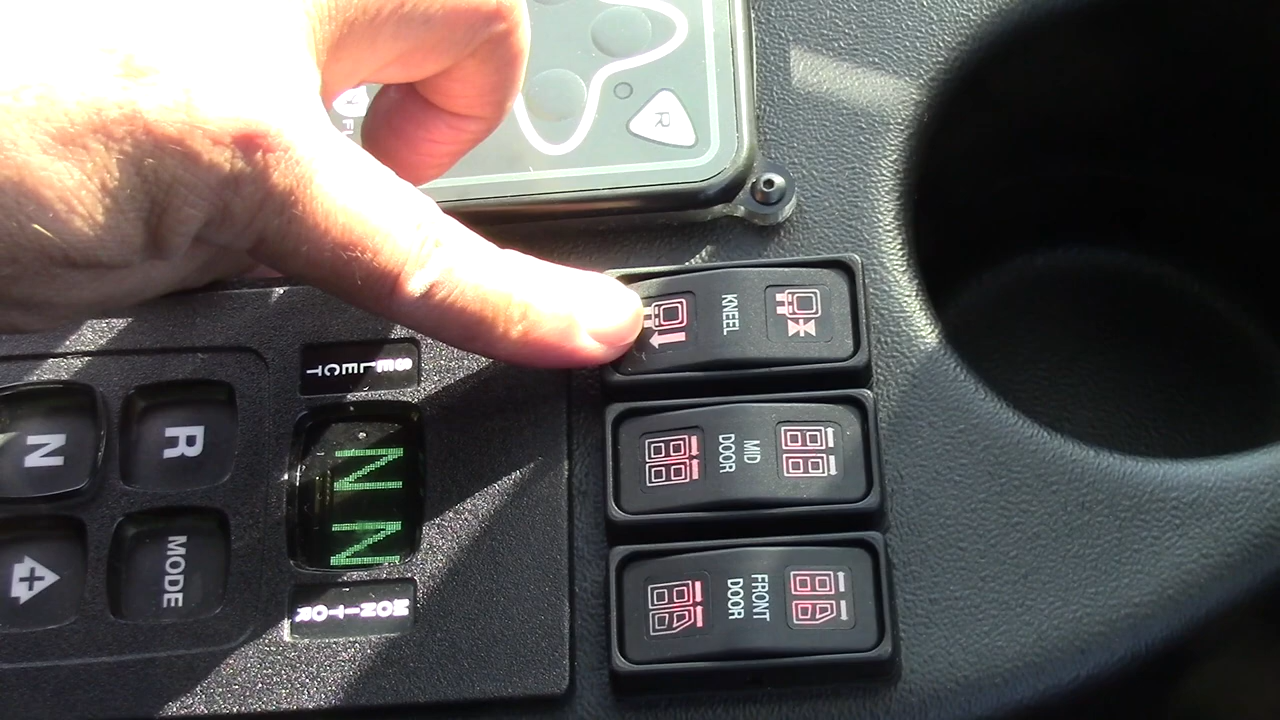 R
SELECT
N N
MONITOR
R
N
MODE
KNEEL
MID
DOOR
FRONT
DOOR